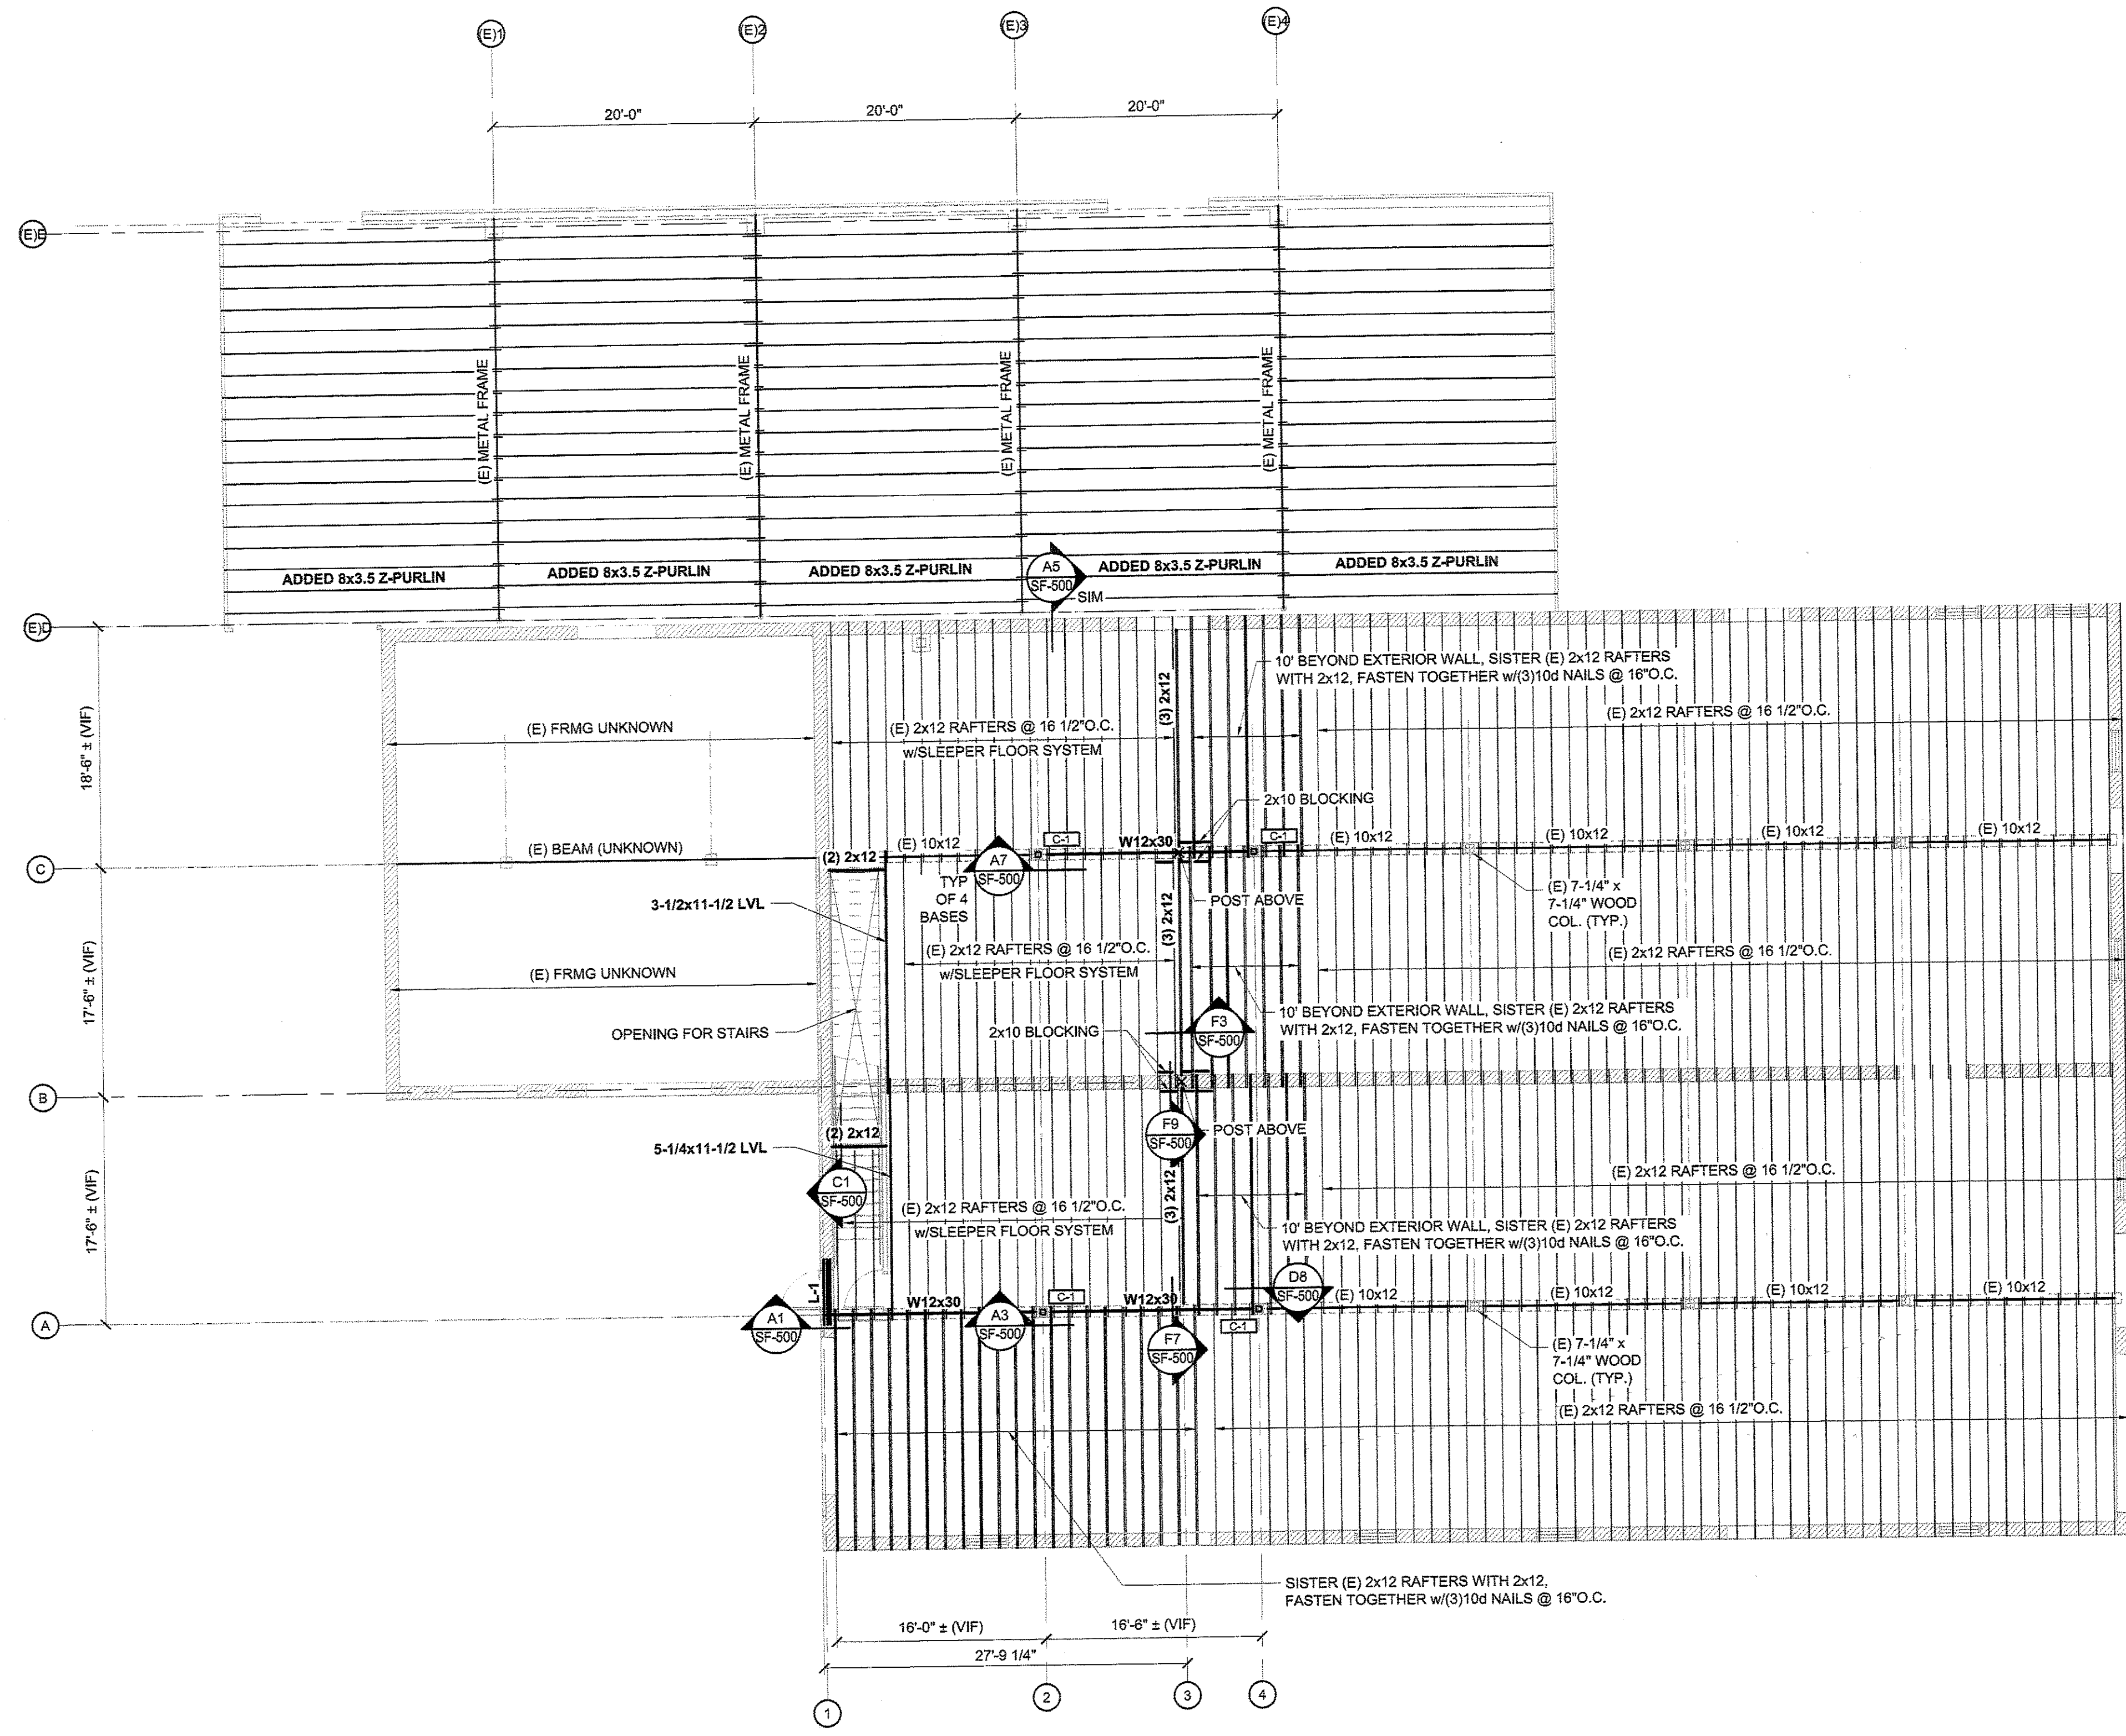 (E)1
(E)2
(E)3
(E)4
20'-0"
20'-0"
20'-0"
(E)E
(E) METAL FRAME
(E) METAL FRAME
(E) METAL FRAME
(E) METAL FRAME
ADDED 8x3.5 Z-PURLIN
ADDED 8x3.5 Z-PURLIN
ADDED 8x3.5 Z-PURLIN
ADDED 8x3.5 Z-PURLIN
ADDED 8x3.5 Z-PURLIN
A5
SF-500
SIM
(E)D
18'-6" ± (VIF)
(E) FRMG UNKNOWN
(E) 2x12 RAFTERS @ 16 1/2"O.C.
w/SLEEPER FLOOR SYSTEM
(3) 2x12
10' BEYOND EXTERIOR WALL, SISTER (E) 2x12 RAFTERS
WITH 2x12, FASTEN TOGETHER w/(3)10d NAILS @ 16"O.C.
(E) 2x12 RAFTERS @ 16 1/2"O.C.
2x10 BLOCKING
C
(E) BEAM (UNKNOWN)
(2) 2x12
(E) 10x12
C-1
W12x30
C-1
(E) 10x12
(E) 10x12
(E) 10x12
(E) 10x12
A7
SF-500
TYP
OF 4
BASES
3-1/2x11-1/2 LVL
POST ABOVE
(E) 7-1/4" x
7-1/4" WOOD
COL. (TYP.)
17'-6" ± (VIF)
(3) 2x12
(E) FRMG UNKNOWN
(E) 2x12 RAFTERS @ 16 1/2"O.C.
w/SLEEPER FLOOR SYSTEM
(E) 2x12 RAFTERS @ 16 1/2"O.C.
OPENING FOR STAIRS
2x10 BLOCKING
F3
SF-500
10' BEYOND EXTERIOR WALL, SISTER (E) 2x12 RAFTERS
WITH 2x12, FASTEN TOGETHER w/(3)10d NAILS @ 16"O.C.
B
(2) 2x12
5-1/4x11-1/2 LVL
F9
SF-500
POST ABOVE
17'-6" ± (VIF)
C1
SF-500
(3) 2x12
(E) 2x12 RAFTERS @ 16 1/2"O.C.
(E) 2x12 RAFTERS @ 16 1/2"O.C.
w/SLEEPER FLOOR SYSTEM
10' BEYOND EXTERIOR WALL, SISTER (E) 2x12 RAFTERS
WITH 2x12, FASTEN TOGETHER w/(3)10d NAILS @ 16"O.C.
A
L-1
A1
SF-500
W12x30
A3
SF-500
C-1
W12x30
C-1
F7
SF-500
D8
SF-500
(E) 10x12
(E) 10x12
(E) 10x12
(E) 10x12
(E) 7-1/4" x
7-1/4" WOOD
COL. (TYP.)
(E) 2x12 RAFTERS @ 16 1/2"O.C.
SISTER (E) 2x12 RAFTERS WITH 2x12,
FASTEN TOGETHER w/(3)10d NAILS @ 16"O.C.
16'-0" ± (VIF)
16'-6" ± (VIF)
27'-9 1/4"
1
2
3
4